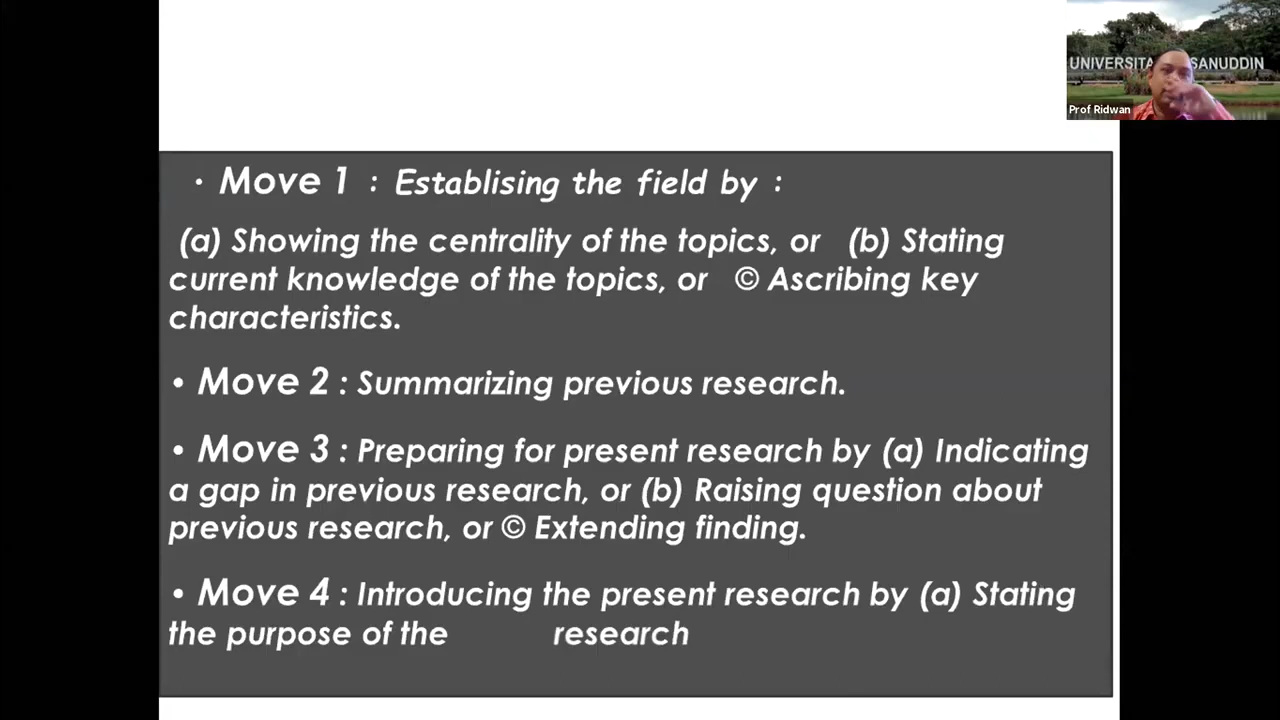 UNIVERSITA SANUDDIN
Prof Ridwan
• Move 1 : Establising the field by :
(a) Showing the centrality of the topics, or (b) Stating
current knowledge of the topics, or © Ascribing key
characteristics.
• Move 2 : Summarizing previous research.
• Move 3 : Preparing for present research by (a) Indicating
a gap in previous research, or (b) Raising question about
previous research, or © Extending finding.
• Move 4 : Introducing the present research by (a) Stating
the purpose of the research